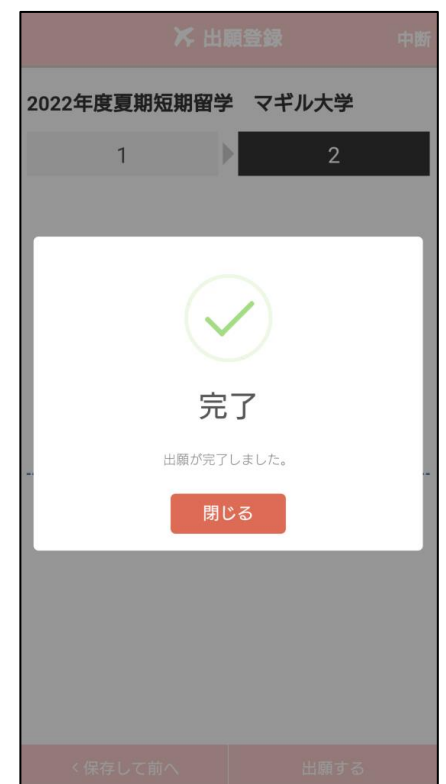 出願登録 中断
2022年度夏期短期留学 マギル大学
1 2
完了
出願が完了しました。
閉じる
<保存して前へ 出願する